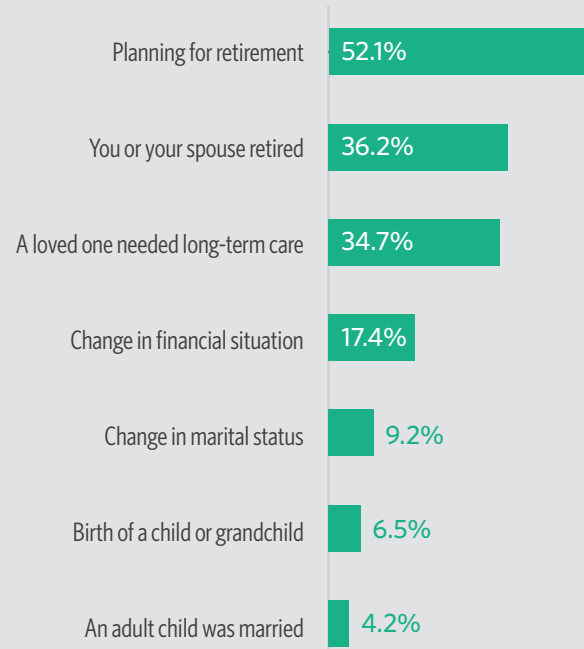 Planning for retirement 52.1%
You or your spouse retired 36.2%
A loved one needed long-term care 34.7%
Change in financial situation 17.4%
Change in marital status 9.2%
Birth of a child or grandchild 6.5%
An adult child was married 4.2%